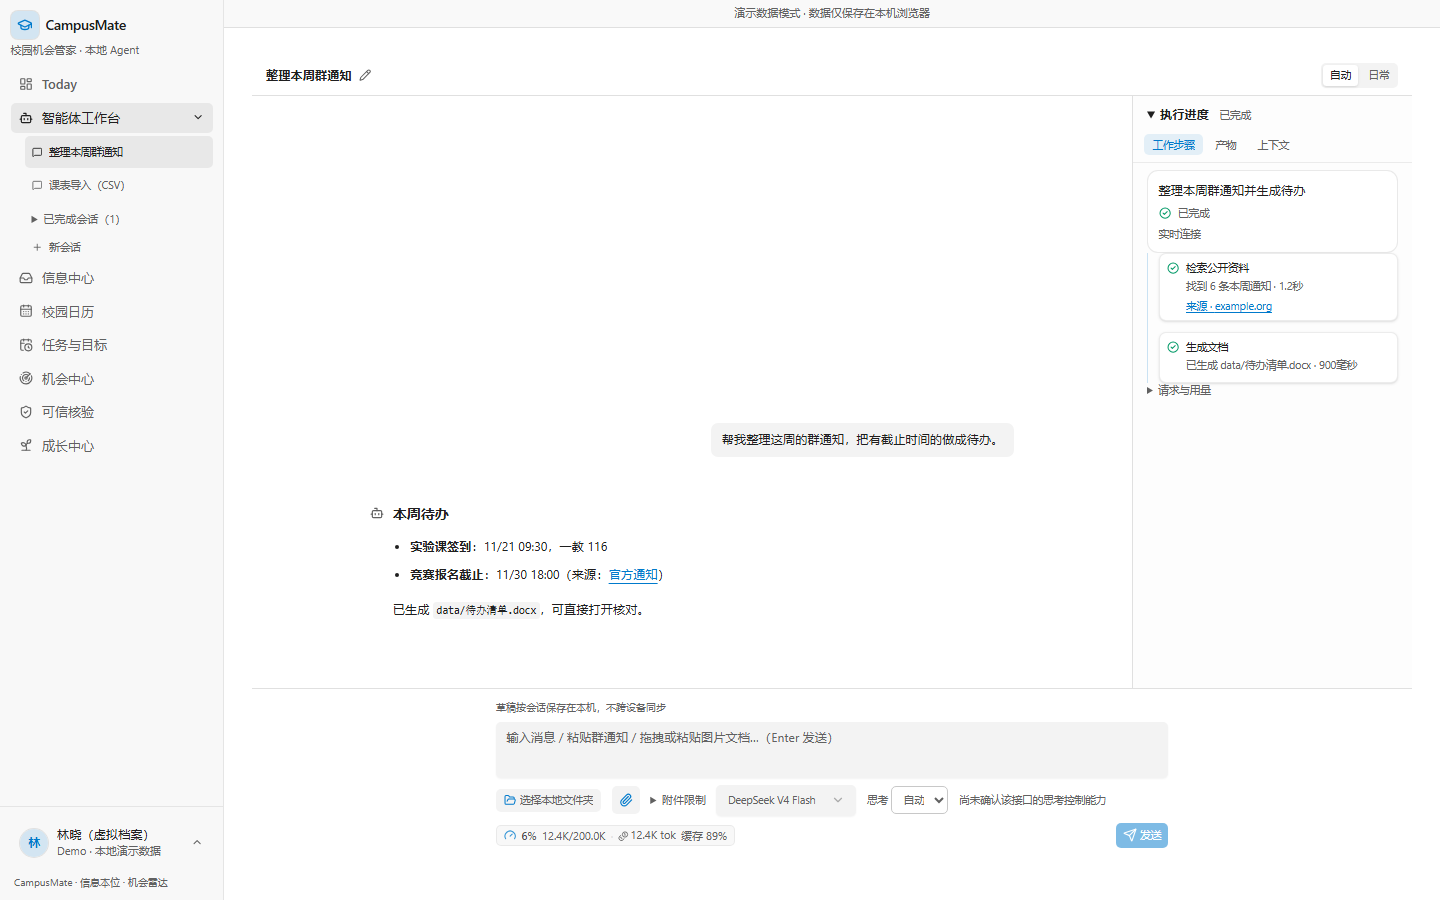 演示数据模式 · 数据仅保存在本机浏览器
CampusMate
校园机会管家 · 本地 Agent
Today
智能体工作台
整理本周群通知
课表导入（CSV）
已完成会话（1）
新会话
信息中心
校园日历
任务与目标
机会中心
可信核验
成长中心
林
林晓（虚拟档案）
Demo · 本地演示数据
CampusMate · 信息本位 · 机会雷达
整理本周群通知
自动 日常
帮我整理这周的群通知，把有截止时间的做成待办。
本周待办
实验课签到：11/21 09:30，一教 116
竞赛报名截止：11/30 18:00（来源：官方通知）
已生成 data/待办清单.docx，可直接打开核对。
执行进度 已完成
工作步骤 产物 上下文
整理本周群通知并生成待办
已完成
实时连接
检索公开资料
找到 6 条本周通知 · 1.2秒
来源 · example.org
生成文档
已生成 data/待办清单.docx · 900毫秒
请求与用量
草稿按会话保存在本机，不跨设备同步
输入消息 / 粘贴群通知 / 拖拽或粘贴图片文档...（Enter 发送）
选择本地文件夹 附件限制 DeepSeek V4 Flash 思考 自动 尚未确认该接口的思考控制能力
6% 12.4K/200.0K · 12.4K tok 缓存 89%
发送